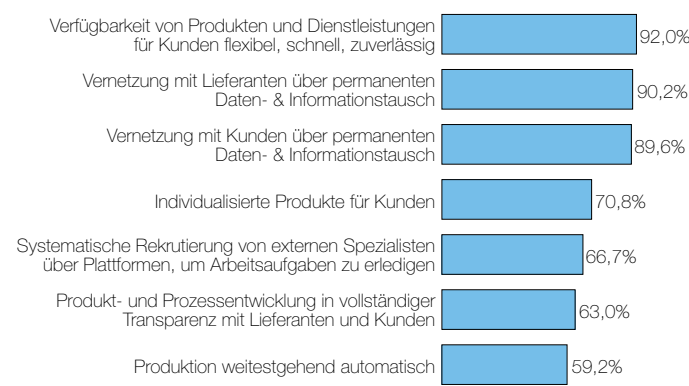 Verfügbarkeit von Produkten und Dienstleistungen
für Kunden flexibel, schnell, zuverlässig
92,0%
Vernetzung mit Lieferanten über permanenten
Daten- & Informationstausch
90,2%
Vernetzung mit Kunden über permanenten
Daten- & Informationstausch
89,6%
Individualisierte Produkte für Kunden
70,8%
Systematische Rekrutierung von externen Spezialisten
über Plattformen, um Arbeitsaufgaben zu erledigen
66,7%
Produkt- und Prozessentwicklung in vollständiger
Transparenz mit Lieferanten und Kunden
63,0%
Produktion weitestgehend automatisch
59,2%